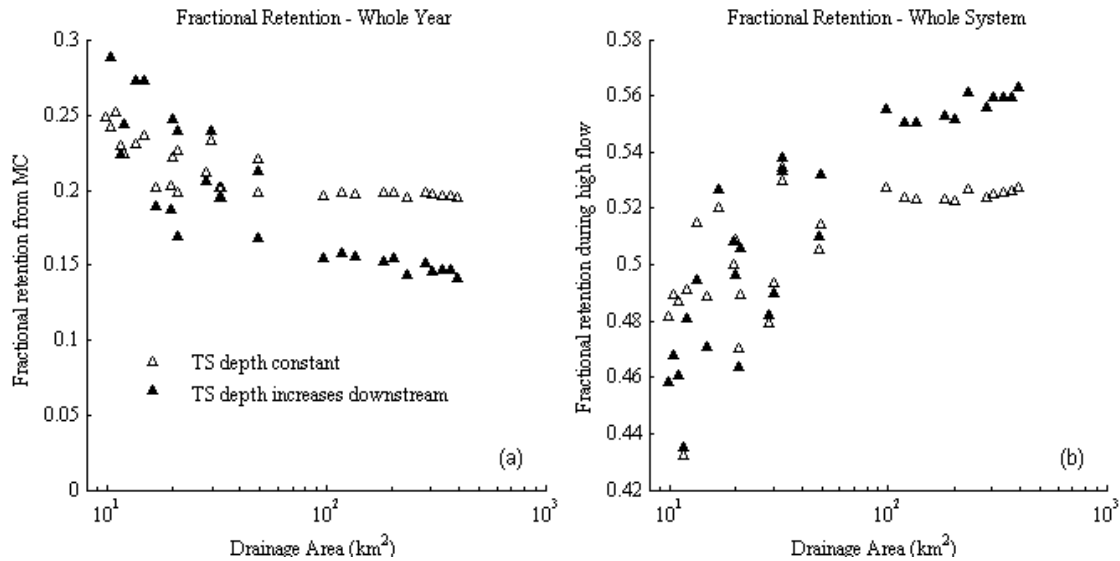 Fractional Retention - Whole Year
Fractional retention from MC
0.3
0.25
0.2
0.15
0.1
0.05
0
TS depth constant
TS depth increases downstream
(a)
10¹
10²
10³
Drainage Area (km²)
Fractional Retention - Whole System
Fractional retention during high flow
0.58
0.56
0.54
0.52
0.5
0.48
0.46
0.44
0.42
(b)
10¹
10²
10³
Drainage Area (km²)